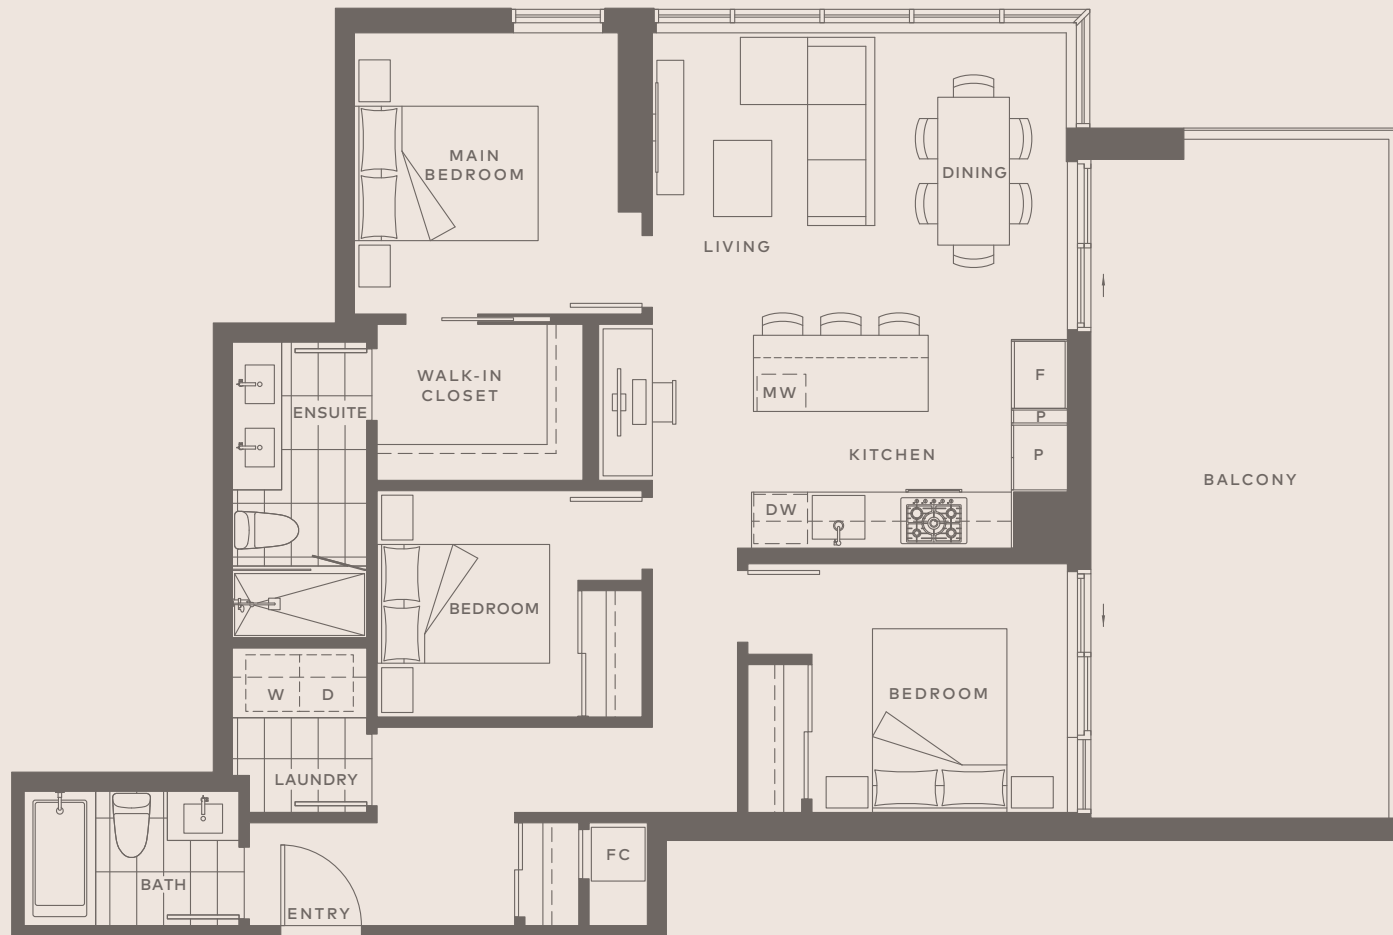 MAIN
BEDROOM
DINING
LIVING
WALK-IN
CLOSET
ENSUITE
MW
F
P
P
KITCHEN
BALCONY
DW
BEDROOM
W D
BEDROOM
LAUNDRY
FC
BATH
ENTRY